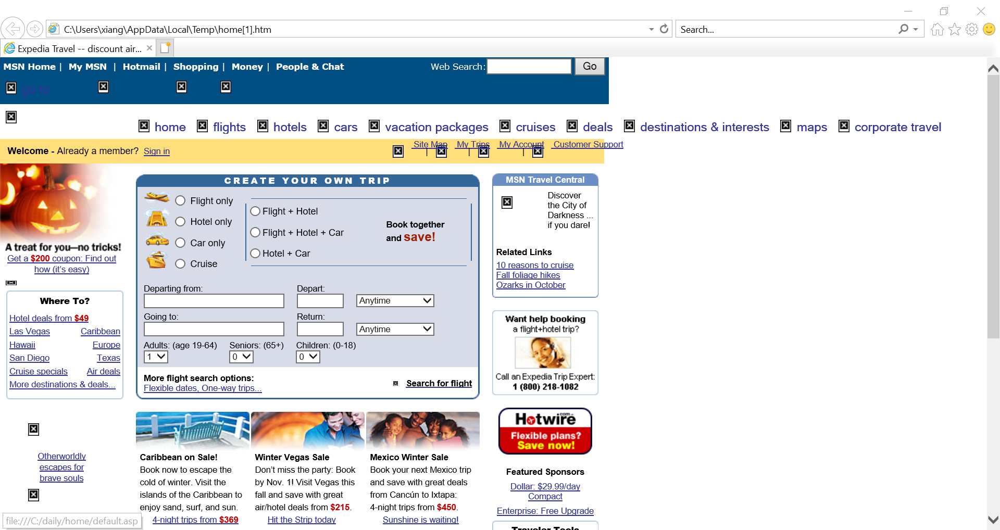 C:\Users\xiang\AppData\Local\Temp\home[1].htm
Search...
Expedia Travel -- discount air...
MSN Home | My MSN | Hotmail | Shopping | Money | People & Chat
Web Search: Go
go to
home flights hotels cars vacation packages cruises deals destinations & interests maps corporate travel
Welcome - Already a member? Sign in
Site Map | My Trips | My Account | Customer Support
A treat for you—no tricks!
Get a $200 coupon: Find out
how (it's easy)
Where To?
Hotel deals from $49
Las Vegas Caribbean
Hawaii Europe
San Diego Texas
Cruise specials Air deals
More destinations & deals...
Otherworldly
escapes for
brave souls
CREATE YOUR OWN TRIP
Flight only
Hotel only
Car only
Cruise
Flight + Hotel
Flight + Hotel + Car
Hotel + Car
Book together
and save!
Departing from: Depart:
Anytime
Going to: Return:
Anytime
Adults: (age 19-64) Seniors: (65+) Children: (0-18)
1 0 0
More flight search options:
Flexible dates, One-way trips...
Search for flight
Caribbean on Sale!
Book now to escape the
cold of winter. Visit the
islands of the Caribbean to
enjoy sand, surf, and sun.
4-night trips from $369
Winter Vegas Sale
Don't miss the party: Book
by Nov. 1! Visit Vegas this
fall and save with great
air/hotel deals from $215.
Hit the Strip today
Mexico Winter Sale
Book your next Mexico trip
and save with great deals
from Cancún to Ixtapa:
4-night trips from $450.
Sunshine is waiting!
MSN Travel Central
Discover
the City of
Darkness ...
if you dare!
Related Links
10 reasons to cruise
Fall foliage hikes
Ozarks in October
Want help booking
a flight+hotel trip?
Call an Expedia Trip Expert:
1 (800) 218-1082
Hotwire.com
Flexible plans?
Save now!
Featured Sponsors
Dollar: $29.99/day
Compact
Enterprise: Free Upgrade
Traveler Tools
file:///C:/daily/home/default.asp